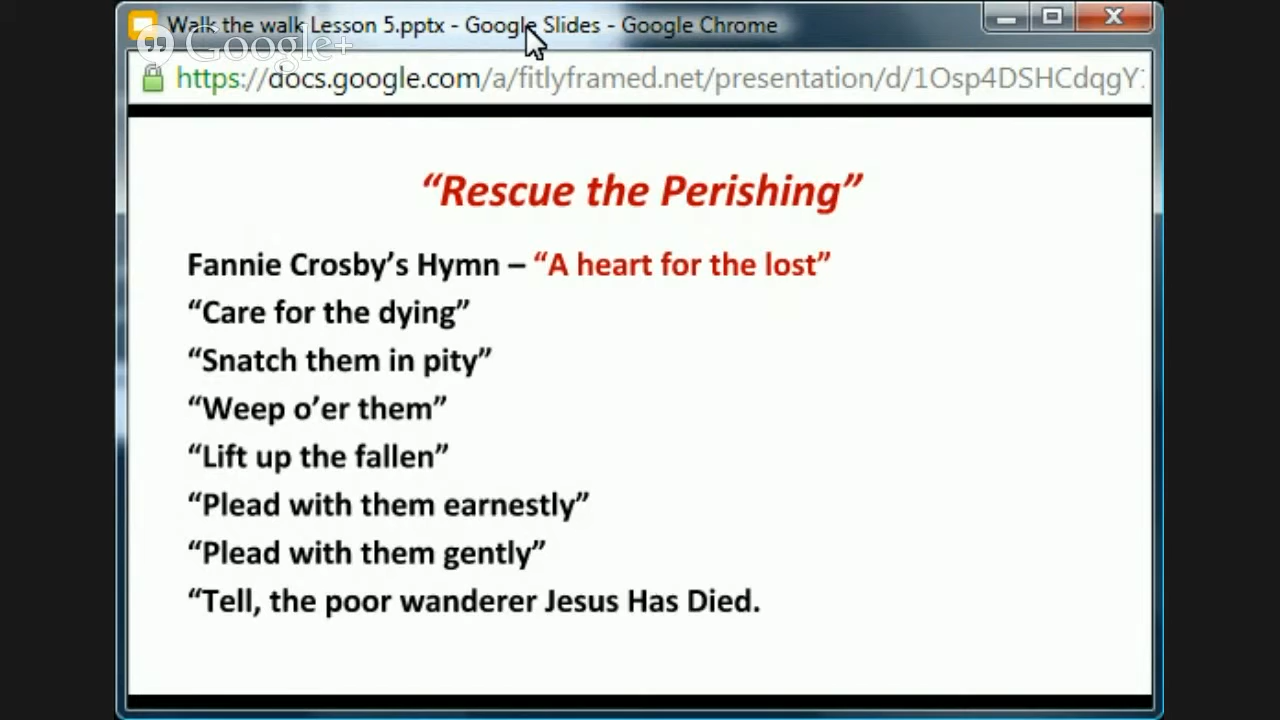 Walk the walk Lesson 5.pptx - Google Slides - Google Chrome
Google+
https://docs.google.com/a/fitlyframed.net/presentation/d/1Osp4DSHCdqgY
“Rescue the Perishing”
Fannie Crosby’s Hymn – “A heart for the lost”
“Care for the dying”
“Snatch them in pity”
“Weep o’er them”
“Lift up the fallen”
“Plead with them earnestly”
“Plead with them gently”
“Tell, the poor wanderer Jesus Has Died.